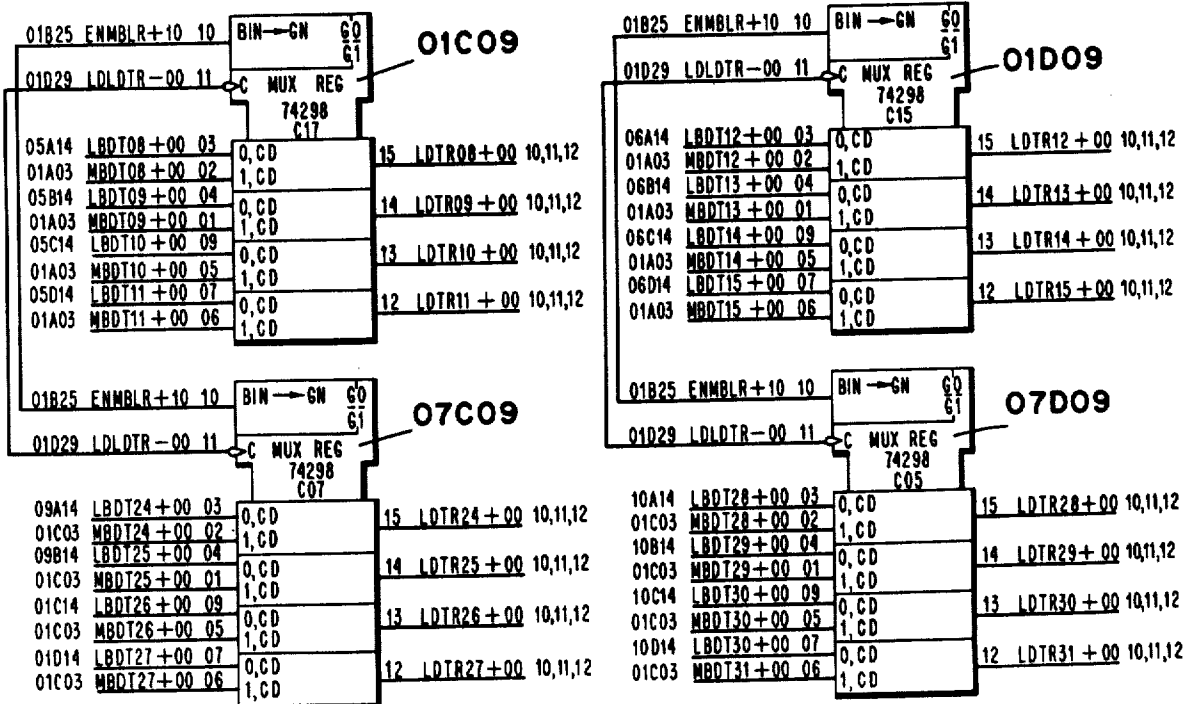 01B25 ENMBLR+10 10 BIN→GN G0
G1
01C09
01D29 LDLDTR-00 11 C MUX REG
74298
C17
05A14 LBDT08+00 03 0,CD
01A03 MBDT08+00 02 1,CD
15 LDTR08+00 10,11,12
05B14 LBDT09+00 04 0,CD
01A03 MBDT09+00 01 1,CD
14 LDTR09+00 10,11,12
05C14 LBDT10+00 09 0,CD
01A03 MBDT10+00 05 1,CD
13 LDTR10+00 10,11,12
05D14 LBDT11+00 07 0,CD
01A03 MBDT11+00 06 1,CD
12 LDTR11+00 10,11,12
01B25 ENMBLR+10 10 BIN→GN G0
G1
01D09
01D29 LDLDTR-00 11 C MUX REG
74298
C15
06A14 LBDT12+00 03 0,CD
01A03 MBDT12+00 02 1,CD
15 LDTR12+00 10,11,12
06B14 LBDT13+00 04 0,CD
01A03 MBDT13+00 01 1,CD
14 LDTR13+00 10,11,12
06C14 LBDT14+00 09 0,CD
01A03 MBDT14+00 05 1,CD
13 LDTR14+00 10,11,12
06D14 LBDT15+00 07 0,CD
01A03 MBDT15+00 06 1,CD
12 LDTR15+00 10,11,12
01B25 ENMBLR+10 10 BIN→GN G0
G1
07C09
01D29 LDLDTR-00 11 C MUX REG
74298
C07
09A14 LBDT24+00 03 0,CD
01C03 MBDT24+00 02 1,CD
15 LDTR24+00 10,11,12
09B14 LBDT25+00 04 0,CD
01C03 MBDT25+00 01 1,CD
14 LDTR25+00 10,11,12
01C14 LBDT26+00 09 0,CD
01C03 MBDT26+00 05 1,CD
13 LDTR26+00 10,11,12
01D14 LBDT27+00 07 0,CD
01C03 MBDT27+00 06 1,CD
12 LDTR27+00 10,11,12
01B25 ENMBLR+10 10 BIN→GN G0
G1
07D09
01D29 LDLDTR-00 11 C MUX REG
74298
C05
10A14 LBDT28+00 03 0,CD
01C03 MBDT28+00 02 1,CD
15 LDTR28+00 10,11,12
10B14 LBDT29+00 04 0,CD
01C03 MBDT29+00 01 1,CD
14 LDTR29+00 10,11,12
10C14 LBDT30+00 09 0,CD
01C03 MBDT30+00 05 1,CD
13 LDTR30+00 10,11,12
10D14 LBDT30+00 07 0,CD
01C03 MBDT31+00 06 1,CD
12 LDTR31+00 10,11,12